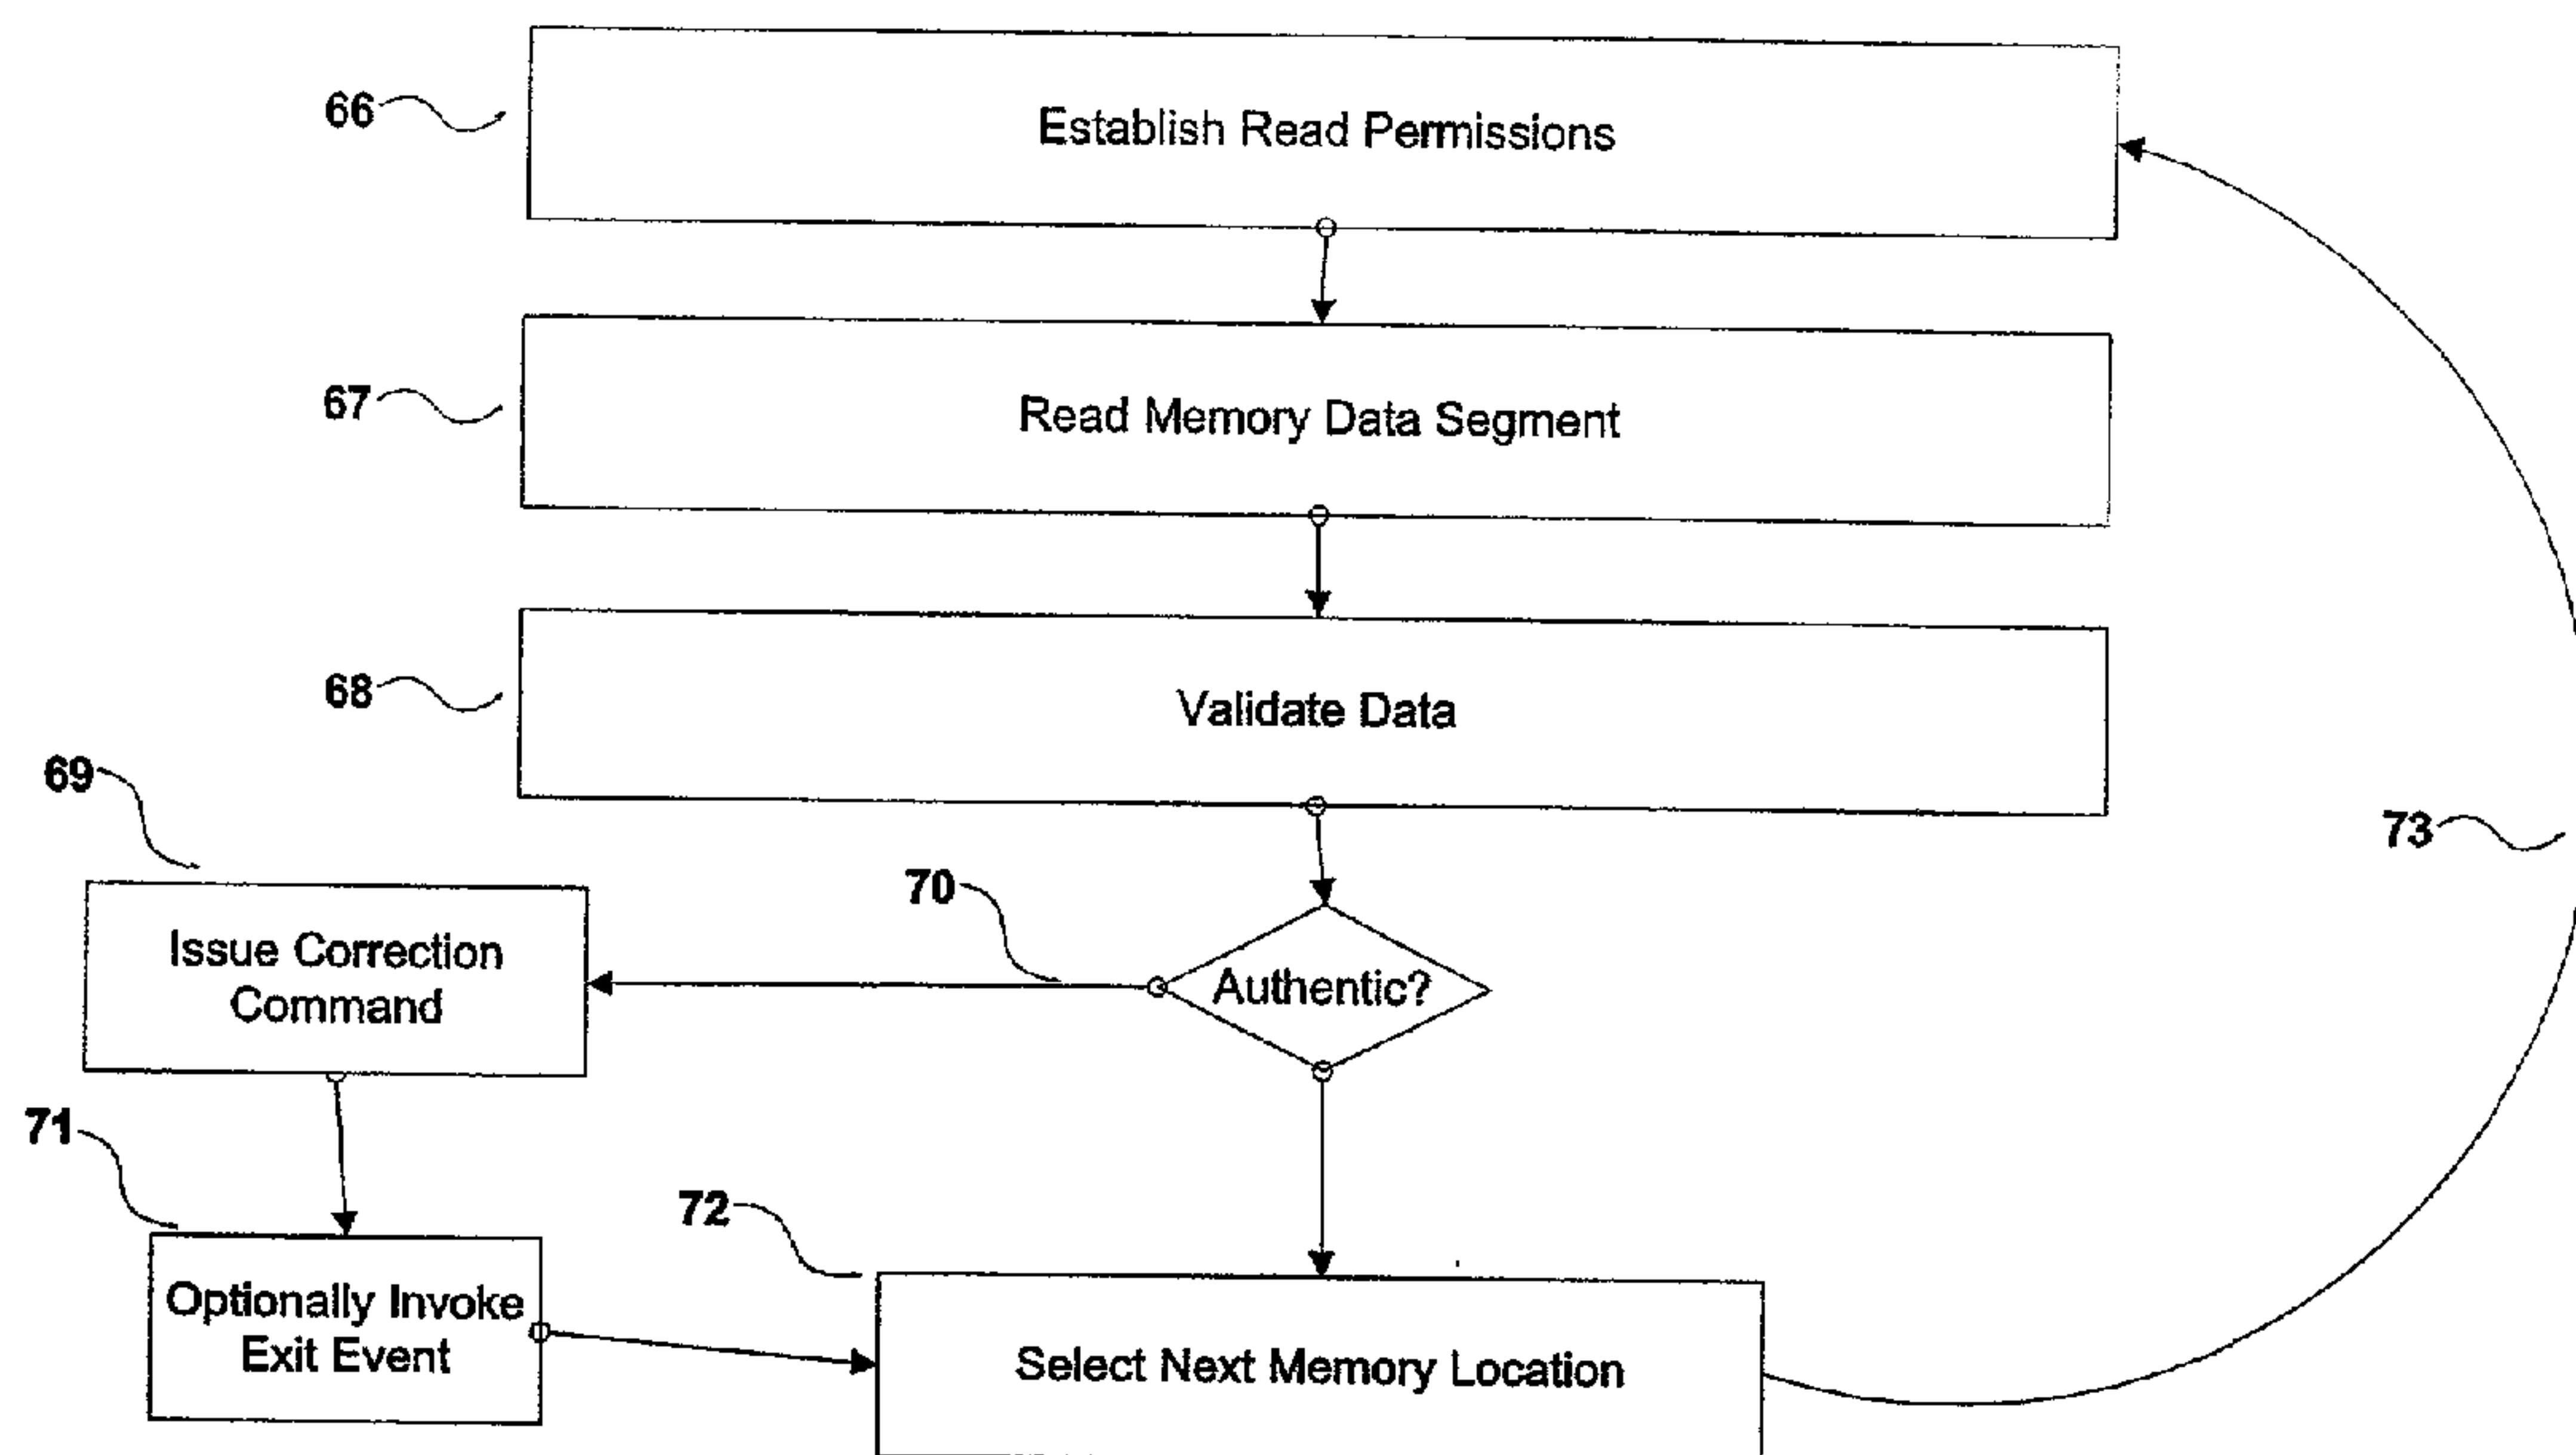 66
Establish Read Permissions
67
Read Memory Data Segment
68
Validate Data
69
Issue Correction
Command
70
Authentic?
73
71
Optionally Invoke
Exit Event
72
Select Next Memory Location